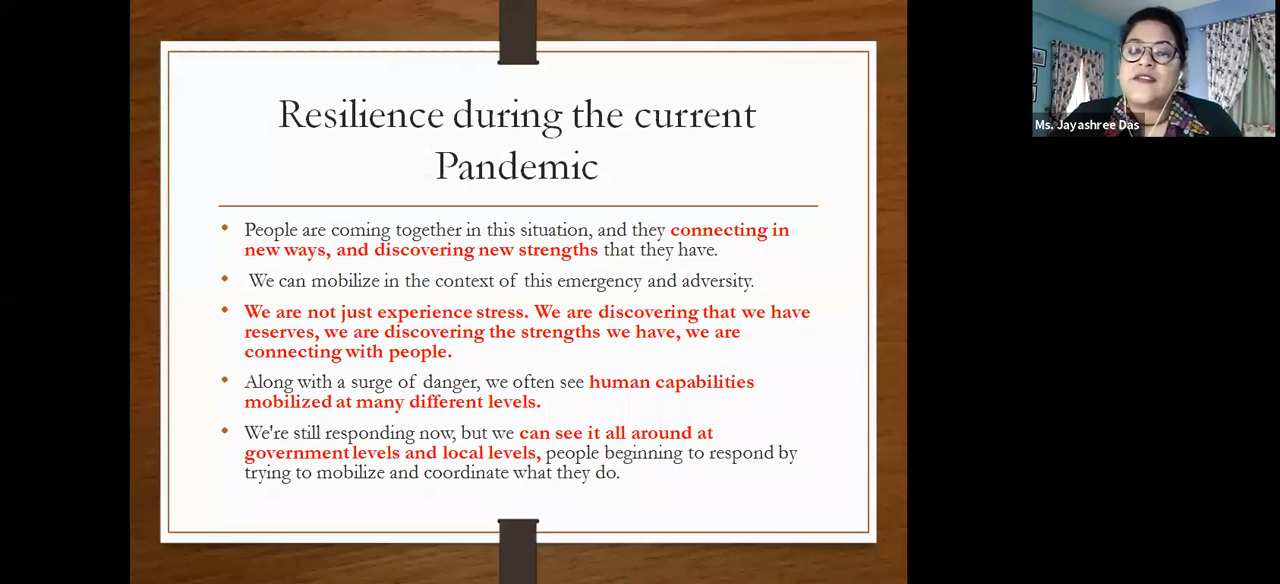 Resilience during the current
Pandemic
• People are coming together in this situation, and they connecting in
new ways, and discovering new strengths that they have.
• We can mobilize in the context of this emergency and adversity.
• We are not just experience stress. We are discovering that we have
reserves, we are discovering the strengths we have, we are
connecting with people.
• Along with a surge of danger, we often see human capabilities
mobilized at many different levels.
• We're still responding now, but we can see it all around at
government levels and local levels, people beginning to respond by
trying to mobilize and coordinate what they do.
Ms. Jayashree Das